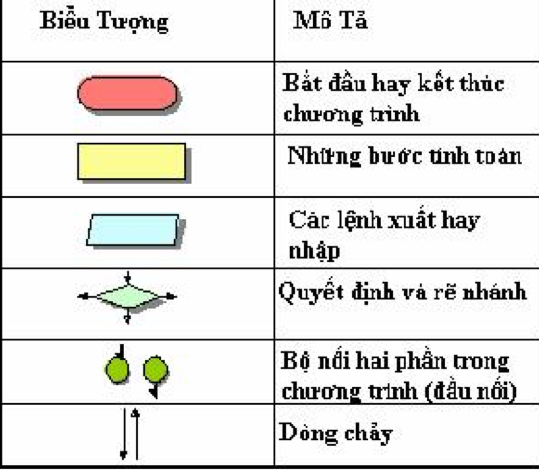 Biểu Tượng
Mô Tả
Bắt đầu hay kết thúc
chương trình
Những bước tính toán
Các lệnh xuất hay
nhập
Quyết định và rẽ nhánh
Bộ nối hai phần trong
chương trình (đầu nối)
Dòng chảy